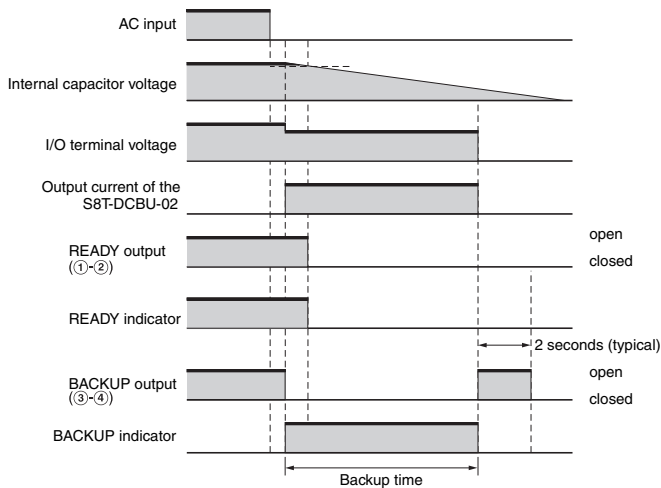 AC input
Internal capacitor voltage
I/O terminal voltage
Output current of the
S8T-DCBU-02
READY output
(①-②)
open
closed
READY indicator
2 seconds (typical)
BACKUP output
(③-④)
open
closed
BACKUP indicator
Backup time